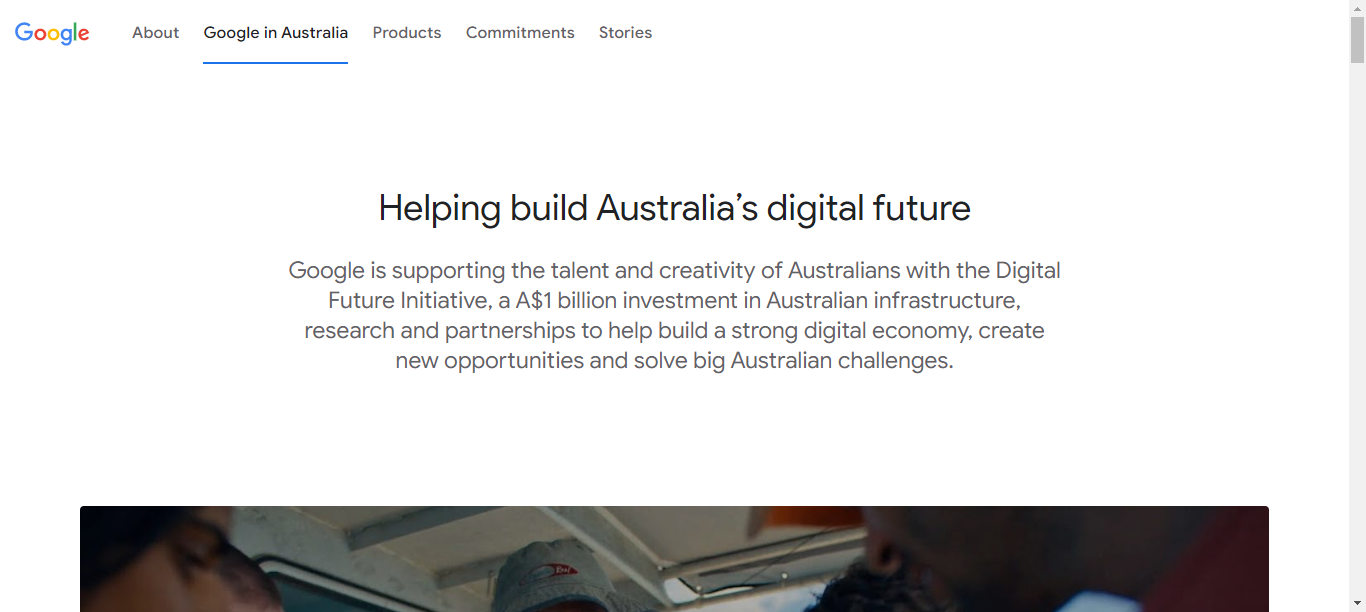 Google
About
Google in Australia
Products
Commitments
Stories
Helping build Australia’s digital future
Google is supporting the talent and creativity of Australians with the Digital
Future Initiative, a A$1 billion investment in Australian infrastructure,
research and partnerships to help build a strong digital economy, create
new opportunities and solve big Australian challenges.